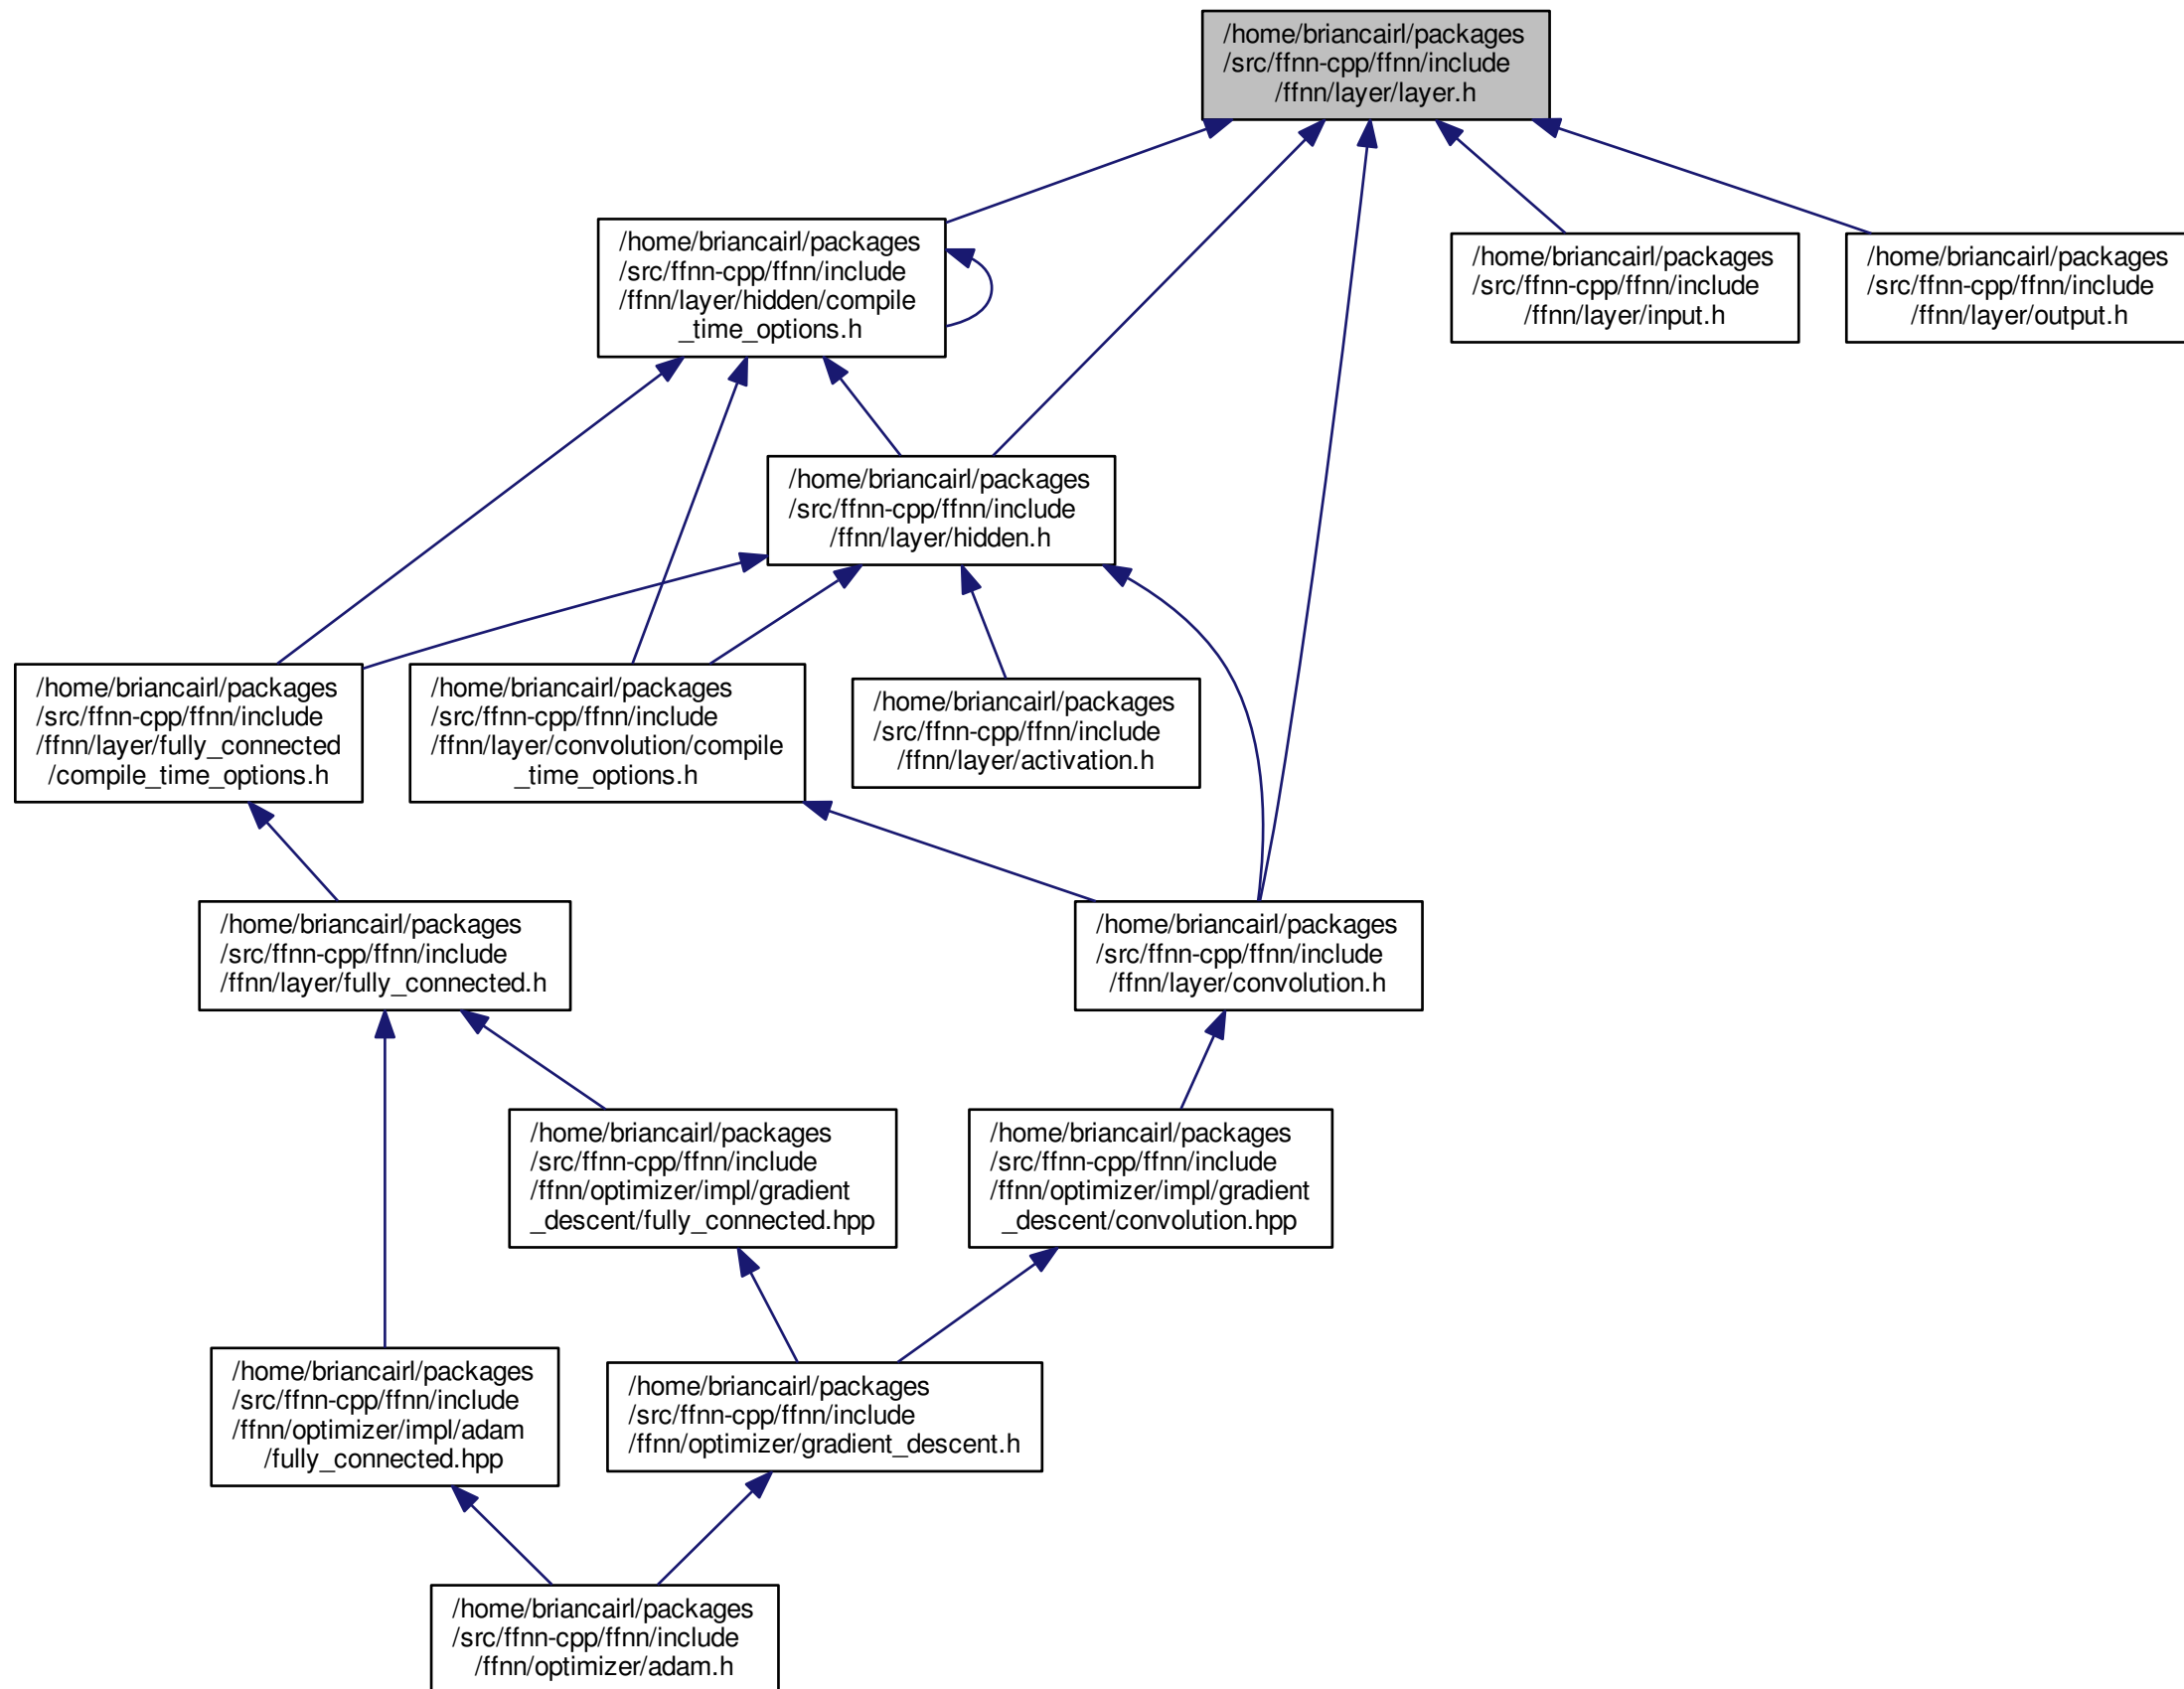 /home/briancairl/packages
/src/ffnn-cpp/ffnn/include
/ffnn/layer/layer.h
/home/briancairl/packages
/src/ffnn-cpp/ffnn/include
/ffnn/layer/hidden/compile
_time_options.h
/home/briancairl/packages
/src/ffnn-cpp/ffnn/include
/ffnn/layer/input.h
/home/briancairl/packages
/src/ffnn-cpp/ffnn/include
/ffnn/layer/output.h
/home/briancairl/packages
/src/ffnn-cpp/ffnn/include
/ffnn/layer/hidden.h
/home/briancairl/packages
/src/ffnn-cpp/ffnn/include
/ffnn/layer/fully_connected
/compile_time_options.h
/home/briancairl/packages
/src/ffnn-cpp/ffnn/include
/ffnn/layer/convolution/compile
_time_options.h
/home/briancairl/packages
/src/ffnn-cpp/ffnn/include
/ffnn/layer/activation.h
/home/briancairl/packages
/src/ffnn-cpp/ffnn/include
/ffnn/layer/fully_connected.h
/home/briancairl/packages
/src/ffnn-cpp/ffnn/include
/ffnn/layer/convolution.h
/home/briancairl/packages
/src/ffnn-cpp/ffnn/include
/ffnn/optimizer/impl/gradient
_descent/fully_connected.hpp
/home/briancairl/packages
/src/ffnn-cpp/ffnn/include
/ffnn/optimizer/impl/gradient
_descent/convolution.hpp
/home/briancairl/packages
/src/ffnn-cpp/ffnn/include
/ffnn/optimizer/impl/adam
/fully_connected.hpp
/home/briancairl/packages
/src/ffnn-cpp/ffnn/include
/ffnn/optimizer/gradient_descent.h
/home/briancairl/packages
/src/ffnn-cpp/ffnn/include
/ffnn/optimizer/adam.h